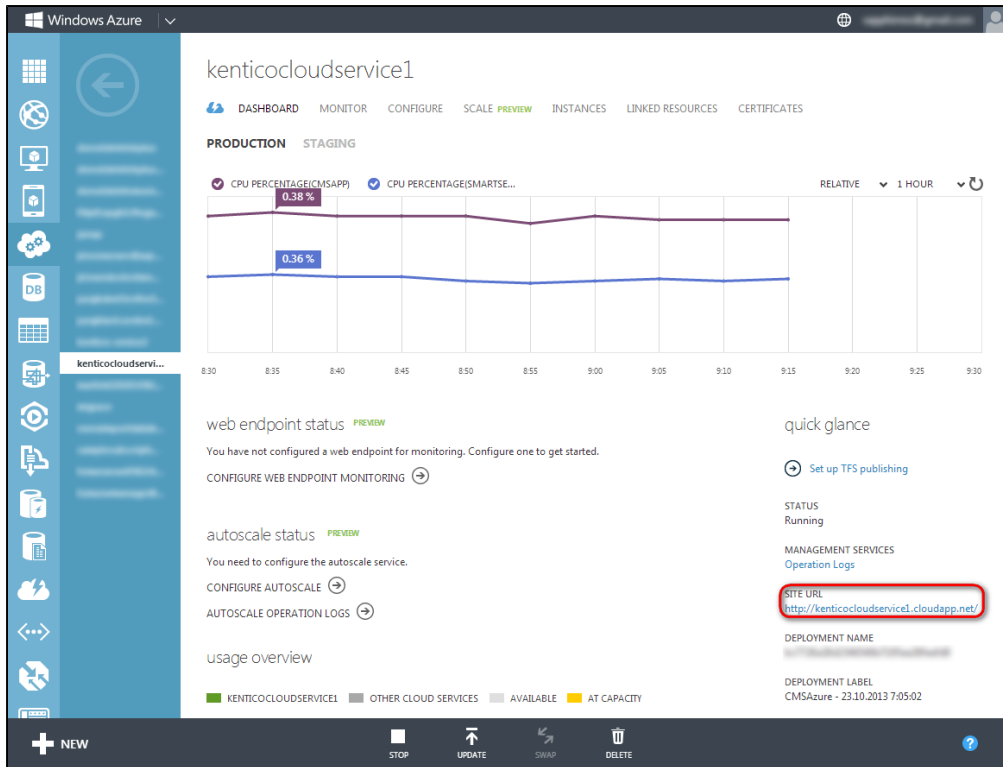 Windows Azure
kenticocloudservice1
DASHBOARD MONITOR CONFIGURE SCALE PREVIEW INSTANCES LINKED RESOURCES CERTIFICATES
PRODUCTION STAGING
CPU PERCENTAGE(CMSAPP) CPU PERCENTAGE(SMARTSE... RELATIVE 1 HOUR
0.38 %
0.36 %
DB
kenticocloudservi...
8:30 8:35 8:40 8:45 8:50 8:55 9:00 9:05 9:10 9:15 9:20 9:25 9:30
web endpoint status PREVIEW
You have not configured a web endpoint for monitoring. Configure one to get started.
CONFIGURE WEB ENDPOINT MONITORING
autoscale status PREVIEW
You need to configure the autoscale service.
CONFIGURE AUTOSCALE
AUTOSCALE OPERATION LOGS
usage overview
KENTICOCLOUDSERVICE1 OTHER CLOUD SERVICES AVAILABLE AT CAPACITY
quick glance
Set up TFS publishing
STATUS
Running
MANAGEMENT SERVICES
Operation Logs
SITE URL
http://kenticocloudservice1.cloudapp.net/
DEPLOYMENT NAME
DEPLOYMENT LABEL
CMSAzure - 23.10.2013 7:05:02
NEW
STOP UPDATE SWAP DELETE
?